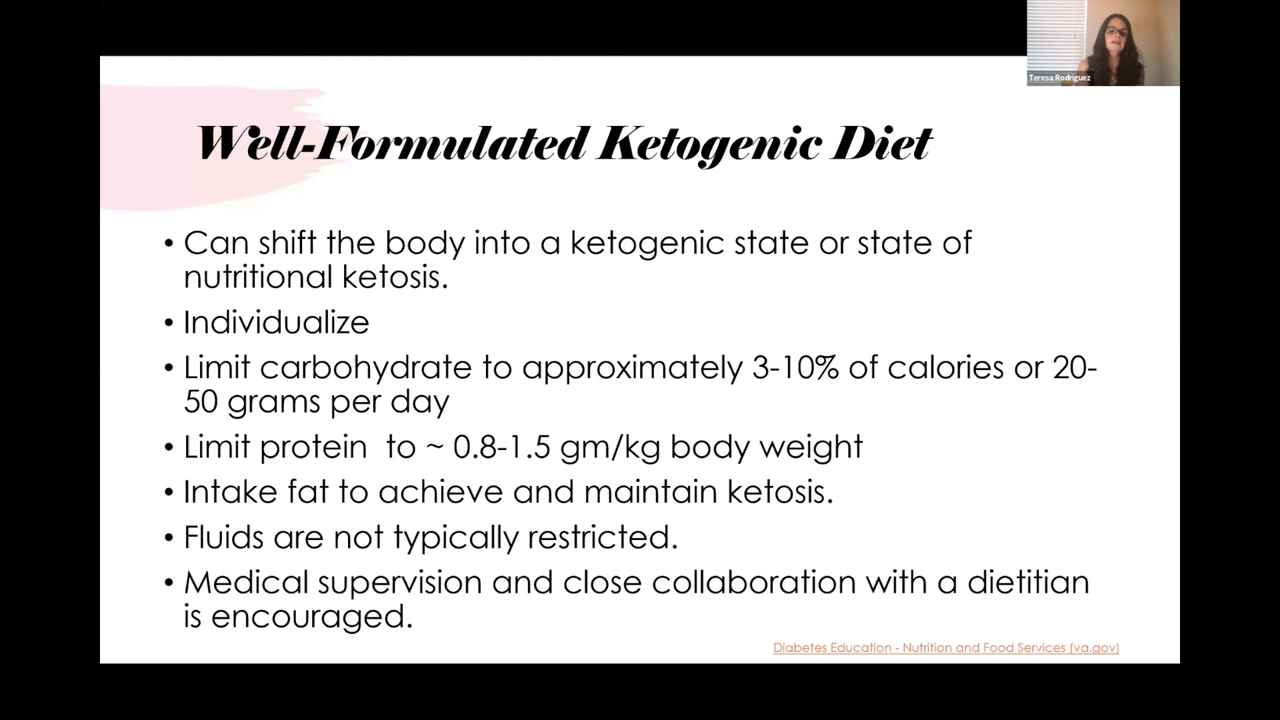 Teresa Rodriguez
Well-Formulated Ketogenic Diet
• Can shift the body into a ketogenic state or state of
nutritional ketosis.
• Individualize
• Limit carbohydrate to approximately 3-10% of calories or 20-
50 grams per day
• Limit protein  to ~ 0.8-1.5 gm/kg body weight
• Intake fat to achieve and maintain ketosis.
• Fluids are not typically restricted.
• Medical supervision and close collaboration with a dietitian
is encouraged.
Diabetes Education - Nutrition and Food Services (va.gov)